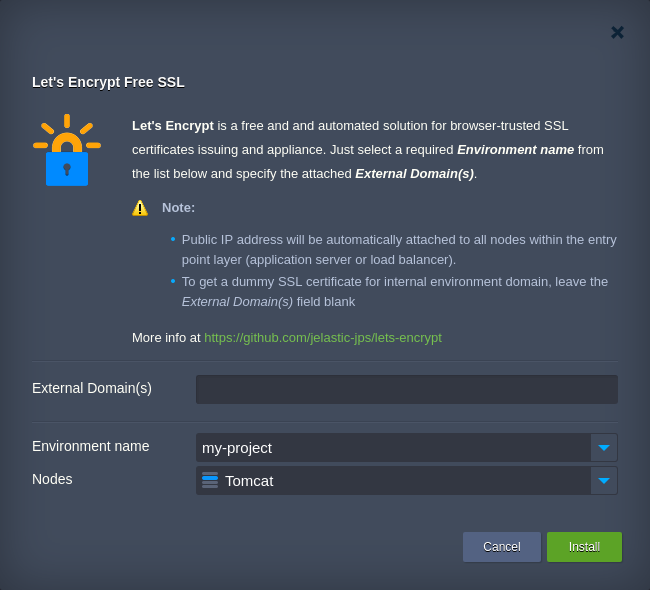 Let's Encrypt Free SSL
Let's Encrypt is a free and and automated solution for browser-trusted SSL
certificates issuing and appliance. Just select a required Environment name from
the list below and specify the attached External Domain(s).
Note:
• Public IP address will be automatically attached to all nodes within the entry
point layer (application server or load balancer).
• To get a dummy SSL certificate for internal environment domain, leave the
External Domain(s) field blank
More info at https://github.com/jelastic-jps/lets-encrypt
External Domain(s)
Environment name my-project
Nodes Tomcat
Cancel Install